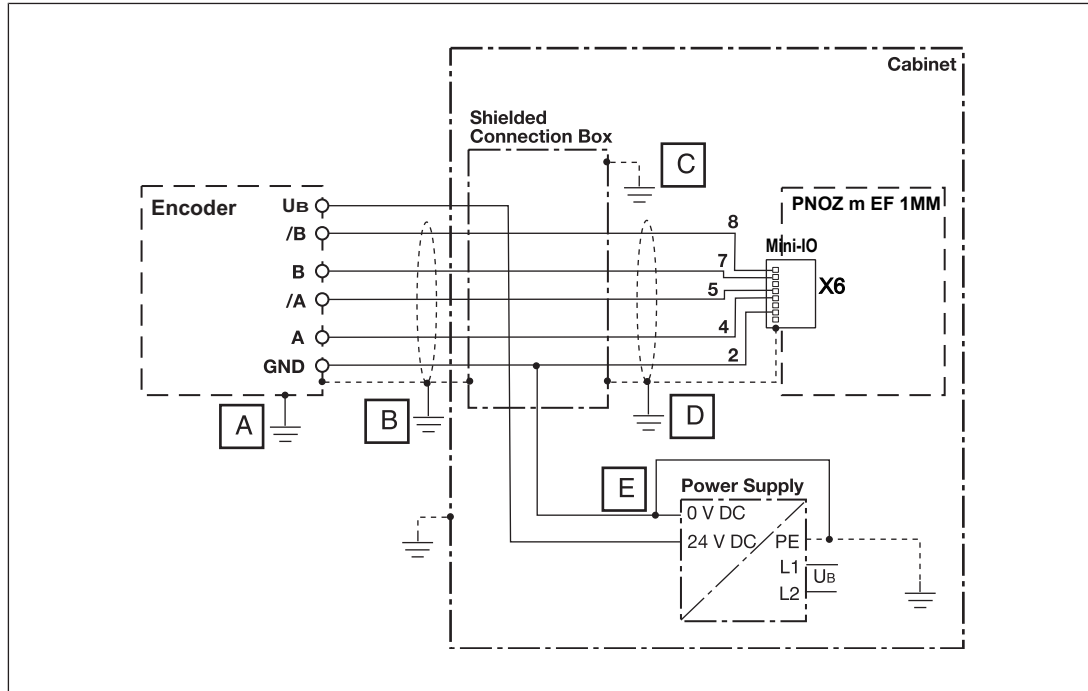 Cabinet
Shielded
Connection Box
C
Encoder
UB
/B
B
/A
A
GND
8
7
5
4
2
PNOZ m EF 1MM
Mini-IO
X6
A
B
D
E
Power Supply
0 V DC
24 V DC
PE
L1
L2
UB